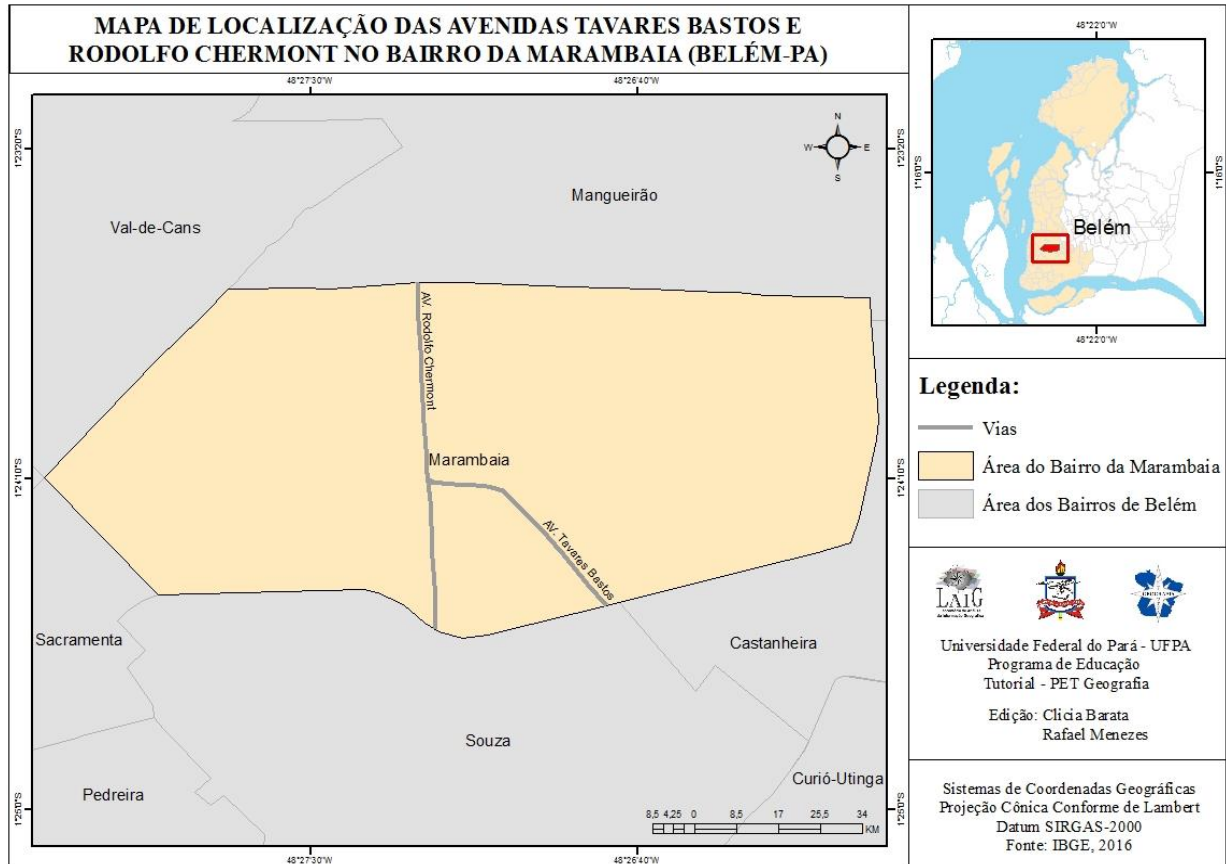 MAPA DE LOCALIZAÇÃO DAS AVENIDAS TAVARES BASTOS E
RODOLFO CHERMONT NO BAIRRO DA MARAMBAIA (BELÉM-PA)
48°27'30"W
48°26'40"W
1°23'20"S
1°23'20"S
N
W
E
S
Mangueirão
Val-de-Cans
AV. Rodolfo Chermont
Marambaia
1°24'10"S
1°24'10"S
AV. Tavares Bastos
Sacramenta
Castanheira
Souza
Curió-Utinga
Pedreira
1°25'0"S
1°25'0"S
8,5 4,25 0 8,5 17 25,5 34
KM
48°27'30"W
48°26'40"W
48°22'0"W
1°16'0"S
1°16'0"S
Belém
48°22'0"W
Legenda:
Vias
Área do Bairro da Marambaia
Área dos Bairros de Belém
LAIG
GEOGRAFIA
Universidade Federal do Pará - UFPA
Programa de Educação
Tutorial - PET Geografia
Edição: Clicia Barata
Rafael Menezes
Sistemas de Coordenadas Geográficas
Projeção Cônica Conforme de Lambert
Datum SIRGAS-2000
Fonte: IBGE, 2016